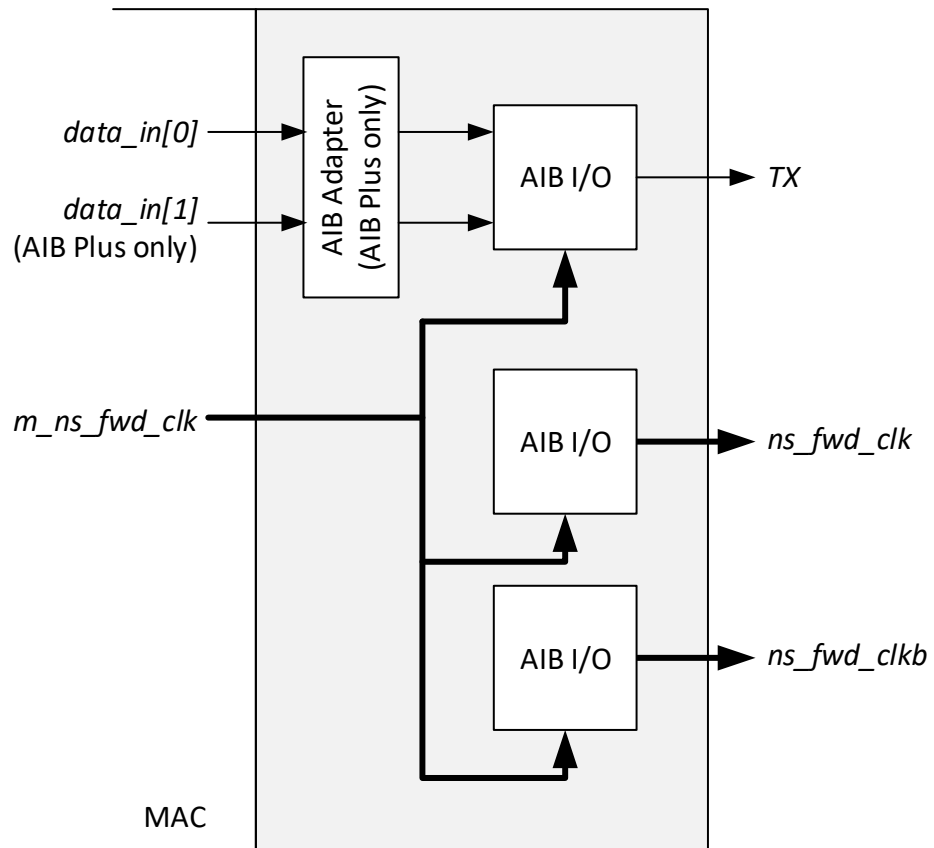 data_in[0]
data_in[1]
(AIB Plus only)
AIB Adapter
(AIB Plus only)
AIB I/O
TX
m_ns_fwd_clk
AIB I/O
ns_fwd_clk
AIB I/O
ns_fwd_clkb
MAC